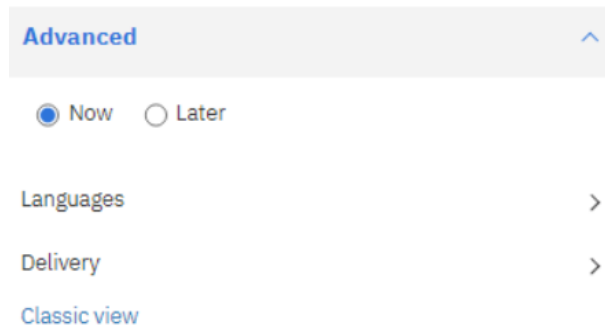 Advanced
Now Later
Languages
Delivery
Classic view